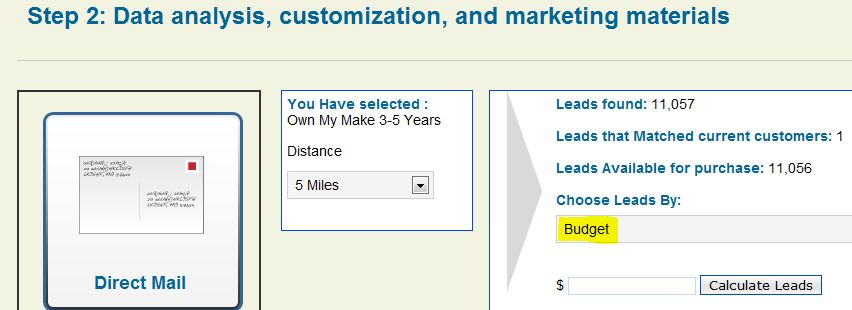 Step 2: Data analysis, customization, and marketing materials
Direct Mail
You Have selected :
Own My Make 3-5 Years
Distance
5 Miles
Leads found: 11,057
Leads that Matched current customers: 1
Leads Available for purchase: 11,056
Choose Leads By:
Budget
$
Calculate Leads